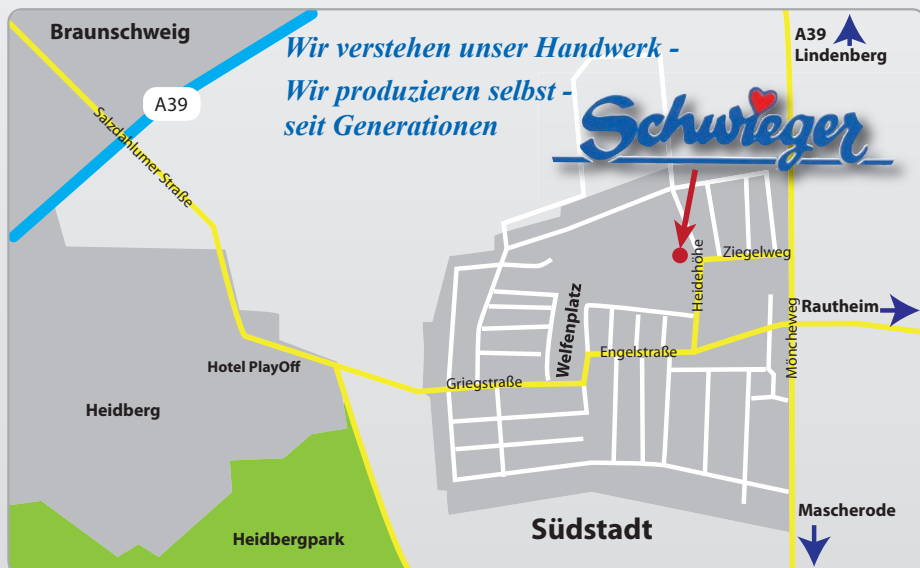 Braunschweig
Wir verstehen unser Handwerk -
Wir produzieren selbst -
seit Generationen
A39
Lindenberg
A39
Schwieger
Salzdahlumer Straße
Ziegelweg
Heidehöhe
Welfenplatz
Rautheim
Möncheweg
Engelstraße
Hotel PlayOff
Griegstraße
Heidberg
Mascherode
Südstadt
Heidbergpark